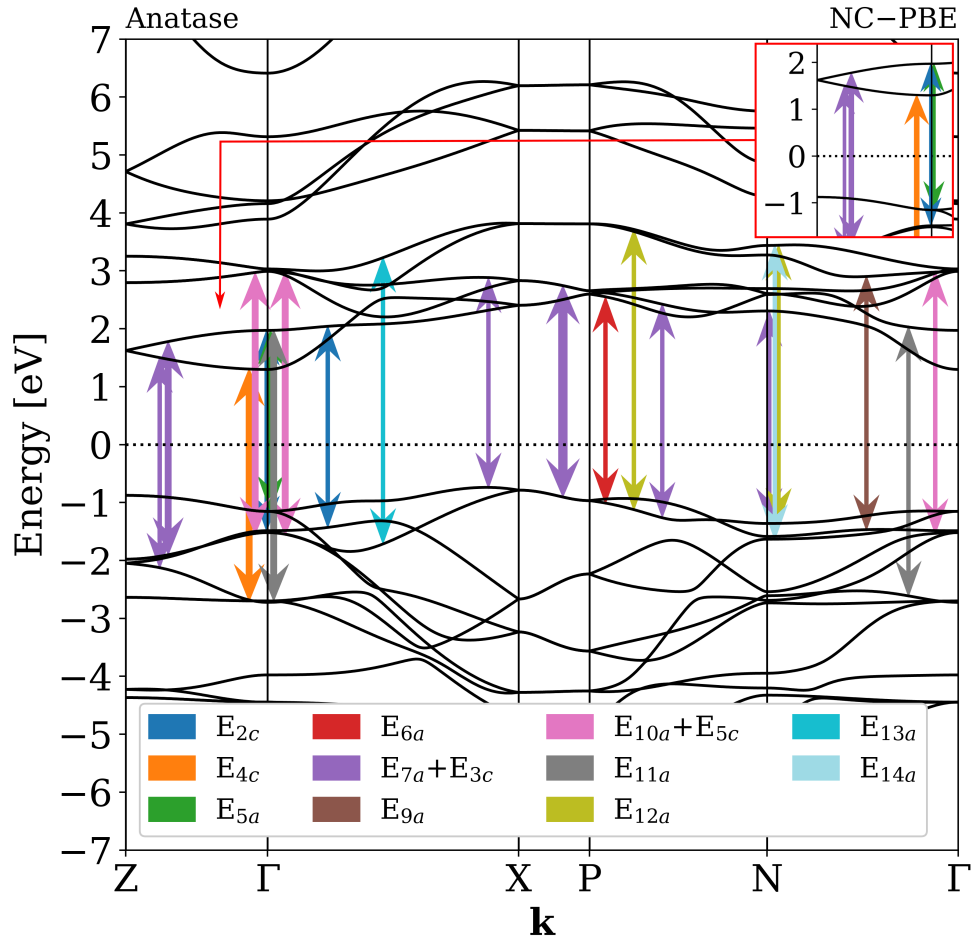 Anatase NC−PBE
7
6
5
4
3
2
1
0
−1
−2
−3
−4
−5
−6
−7
Energy [eV]
2
1
0
−1
E2c E6a E10a+E5c E13a
E4c E7a+E3c E11a E14a
E5a E9a E12a
Z Γ X P N Γ
k